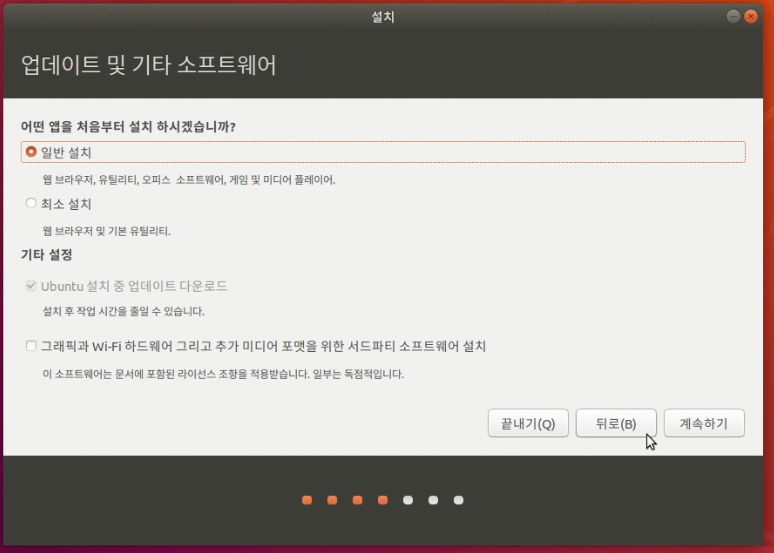 설치
업데이트 및 기타 소프트웨어
어떤 앱을 처음부터 설치 하시겠습니까?
일반 설치
웹 브라우저, 유틸리티, 오피스 소프트웨어, 게임 및 미디어 플레이어.
최소 설치
웹 브라우저 및 기본 유틸리티.
기타 설정
Ubuntu 설치 중 업데이트 다운로드
설치 후 작업 시간을 줄일 수 있습니다.
그래픽과 Wi-Fi 하드웨어 그리고 추가 미디어 포맷을 위한 서드파티 소프트웨어 설치
이 소프트웨어는 문서에 포함된 라이선스 조항을 적용받습니다. 일부는 독점적입니다.
끝내기(Q) 뒤로(B) 계속하기